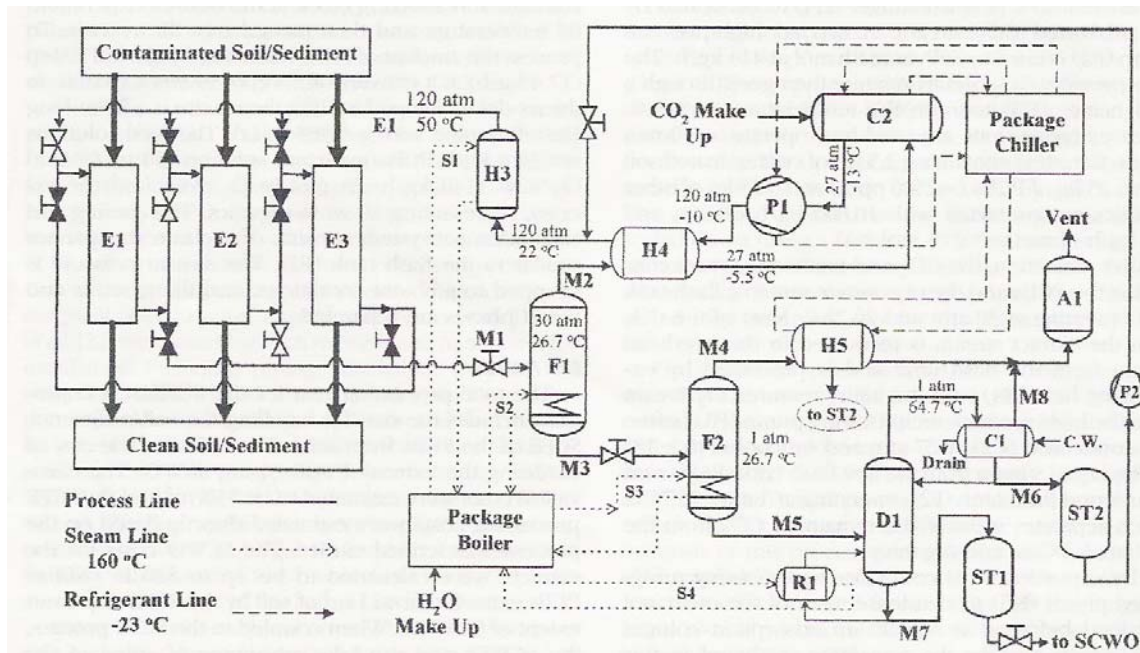 Contaminated Soil/Sediment
120 atm
50 °C
E1
S1
H3
CO2 Make Up
C2
Package Chiller
27 atm
-13 °C
120 atm
-10 °C
P1
120 atm
22 °C
H4
27 atm
-5.5 °C
Vent
A1
E1
E2
E3
M2
30 atm
26.7 °C
F1
M1
S2
H5
M4
to ST2
1 atm
64.7 °C
M8
P2
C1
C.W.
Drain
Clean Soil/Sediment
M3
F2
1 atm
26.7 °C
S3
M6
ST2
Process Line
Steam Line
160 °C
Refrigerant Line
-23 °C
Package Boiler
M5
D1
ST1
S4
R1
H2O
Make Up
M7
to SCWO